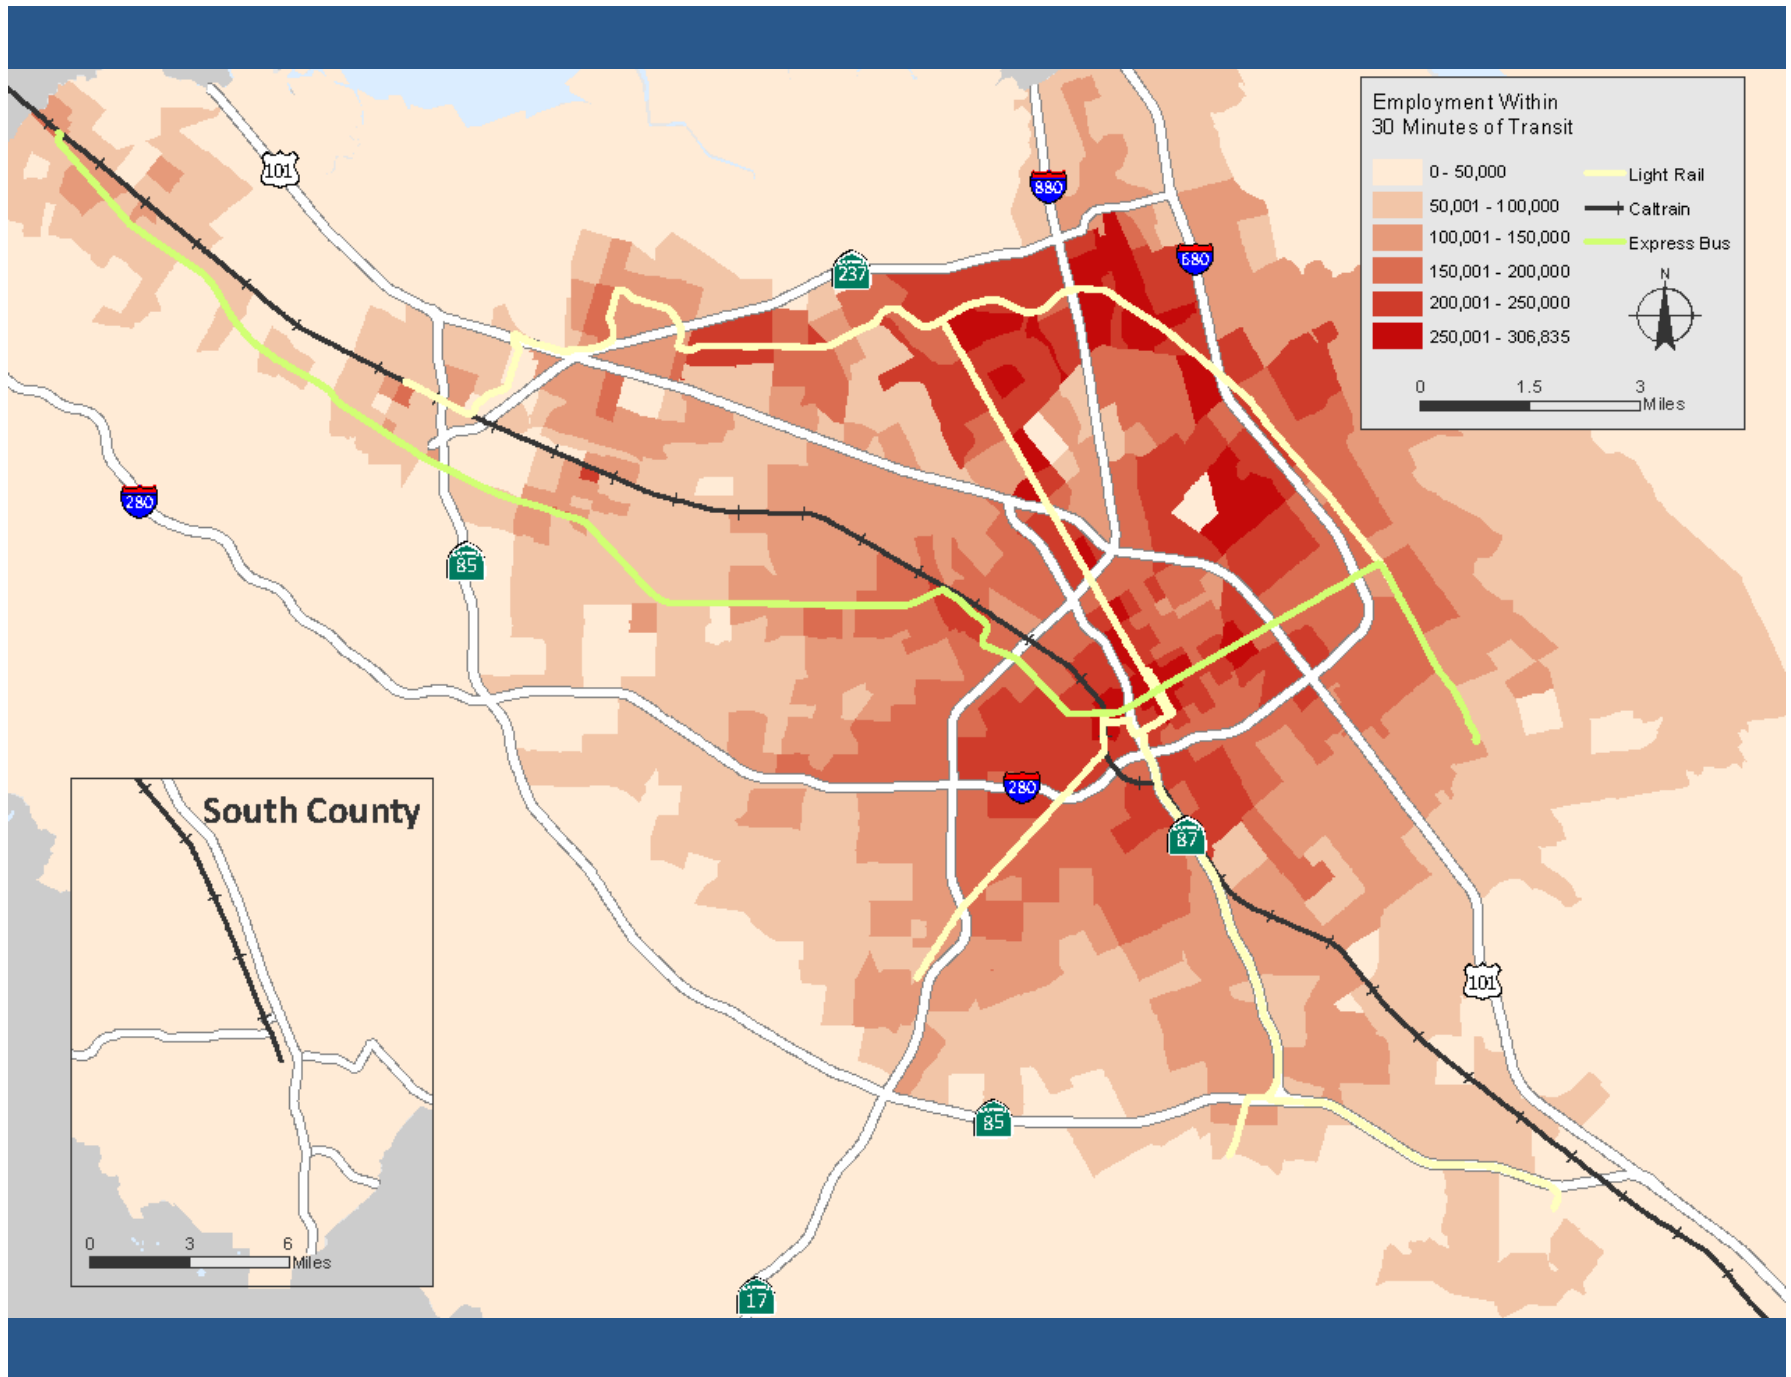 Employment Within
30 Minutes of Transit
0 - 50,000
50,001 - 100,000
100,001 - 150,000
150,001 - 200,000
200,001 - 250,000
250,001 - 306,835
Light Rail
Caltrain
Express Bus
N
0 1.5 3
Miles
101
880
237
680
280
85
280
87
101
85
17
South County
0 3 6
Miles